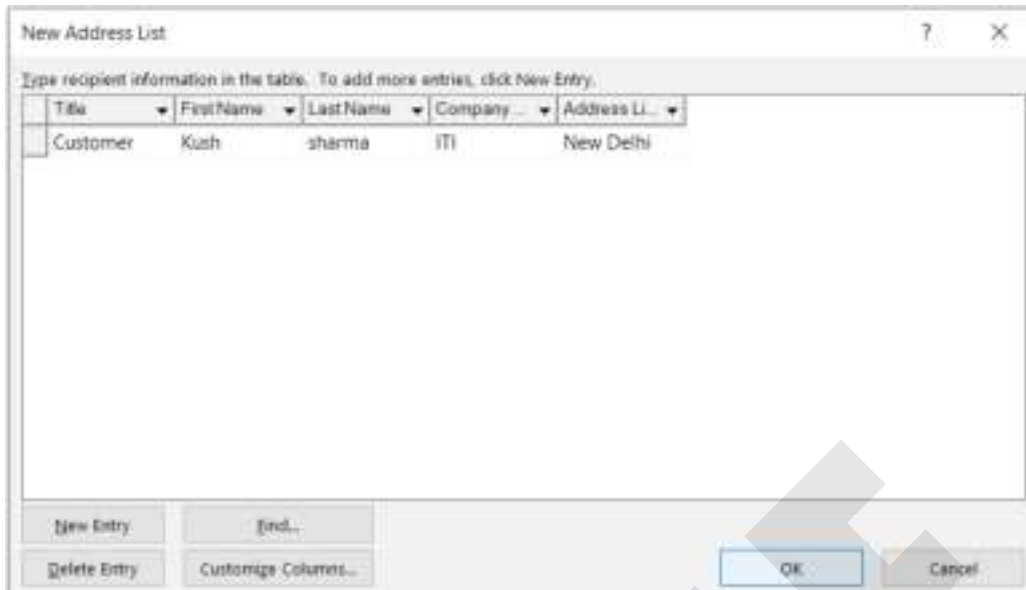 New Address List ? ×
Type recipient information in the table. To add more entries, click New Entry.
Title First Name Last Name Company ... Address Li...
Customer Kush sharma ITI New Delhi
New Entry Find...
Delete Entry Customize Columns... OK Cancel